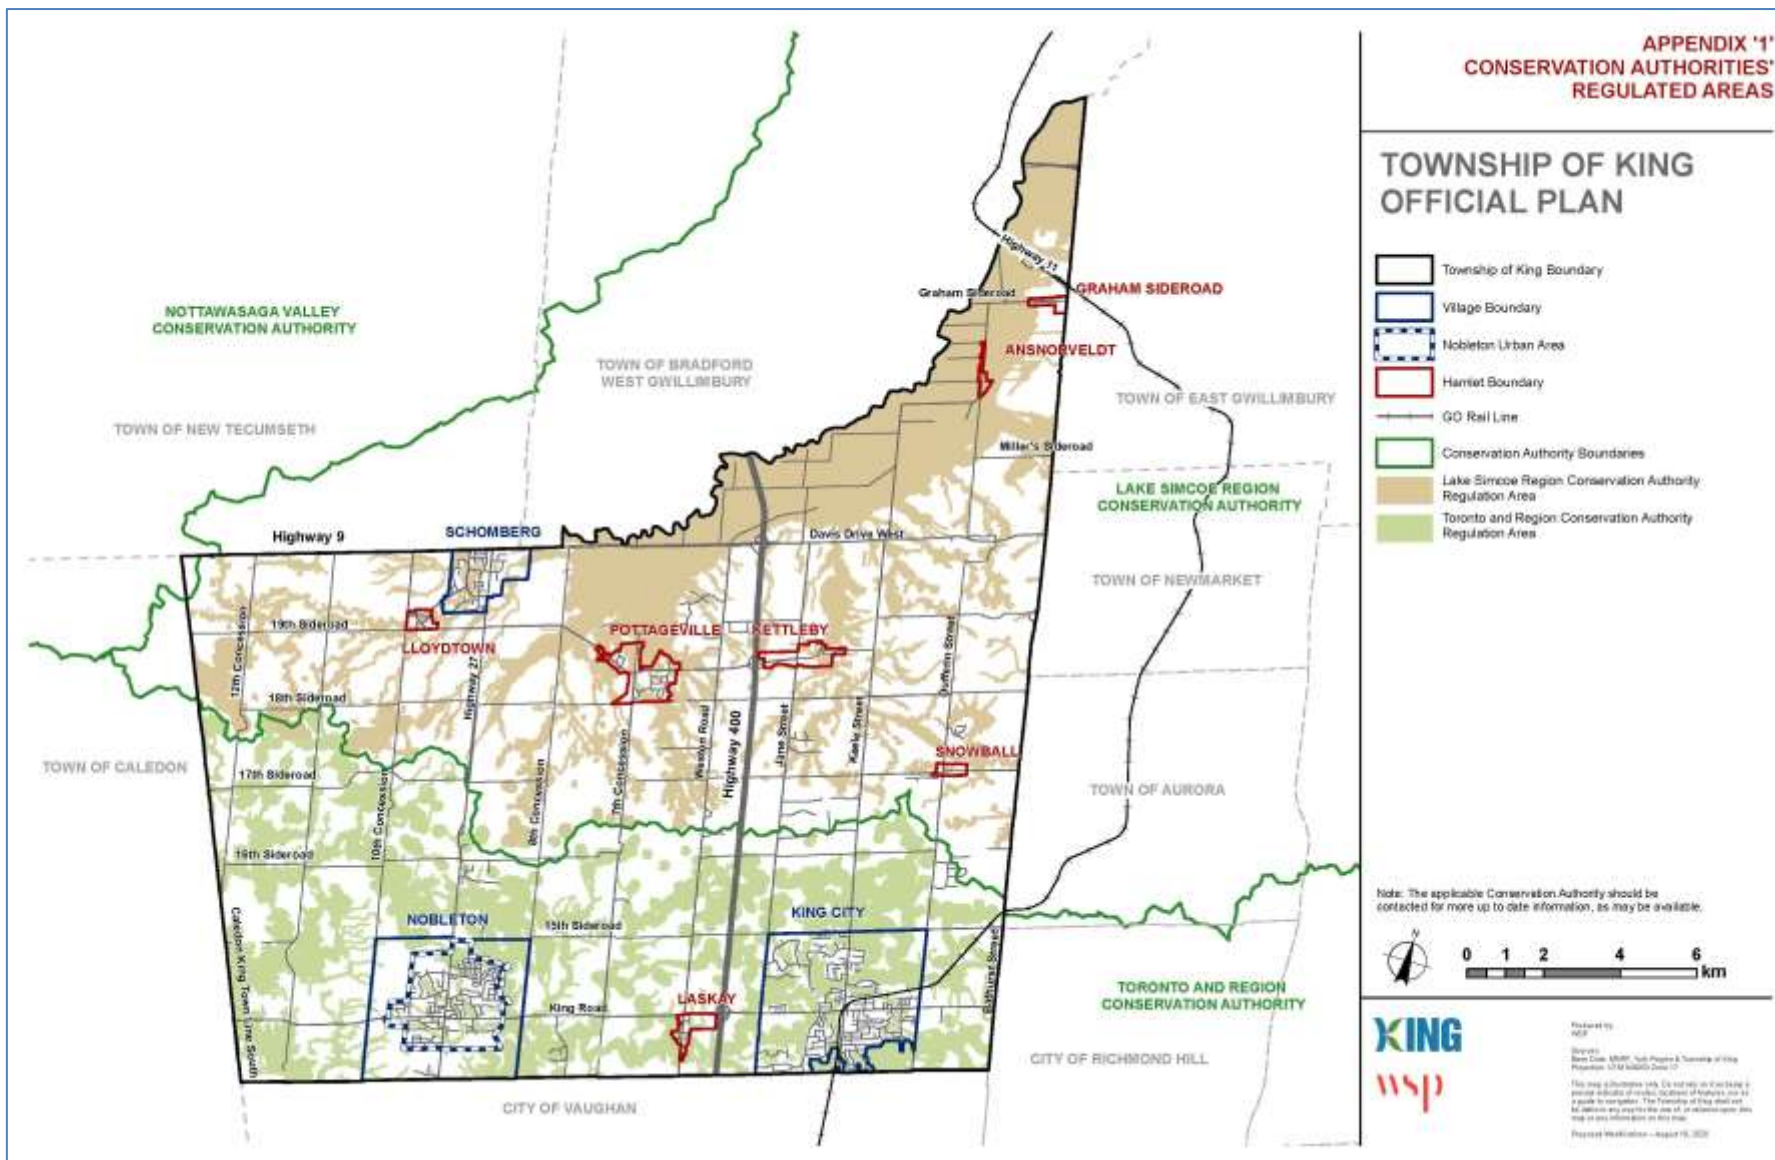 APPENDIX '1'
CONSERVATION AUTHORITIES'
REGULATED AREAS
TOWNSHIP OF KING
OFFICIAL PLAN
Township of King Boundary
Village Boundary
Nobleton Urban Area
Hamlet Boundary
GO Rail Line
Conservation Authority Boundaries
Lake Simcoe Region Conservation Authority
Regulation Area
Toronto and Region Conservation Authority
Regulation Area
Note: The applicable Conservation Authority should be
contacted for more up to date information, as may be available.
N
0 1 2 4 6
km
KING
wsp
Produced by:
WSP
NOTTAWASAGA VALLEY
CONSERVATION AUTHORITY
TOWN OF BRADFORD
WEST GWILLIMBURY
TOWN OF NEW TECUMSETH
Highway 11
Graham Sideroad
GRAHAM SIDEROAD
ANSNORVELDT
TOWN OF EAST GWILLIMBURY
Miller's Sideroad
LAKE SIMCOE REGION
CONSERVATION AUTHORITY
Highway 9
SCHOMBERG
Davis Drive West
TOWN OF NEWMARKET
12th Concession
19th Sideroad
LLOYDTOWN
POTTAGEVILLE
KETTLEBY
Dufferin Street
18th Sideroad
Highway 27
Weston Road
Highway 400
Jane Street
Keele Street
SNOWBALL
TOWN OF CALEDON
17th Sideroad
10th Concession
8th Concession
7th Concession
TOWN OF AURORA
16th Sideroad
NOBLETON
15th Sideroad
KING CITY
Caledon King Town Line South
King Road
LASKAY
Bathurst Street
TORONTO AND REGION
CONSERVATION AUTHORITY
CITY OF RICHMOND HILL
CITY OF VAUGHAN